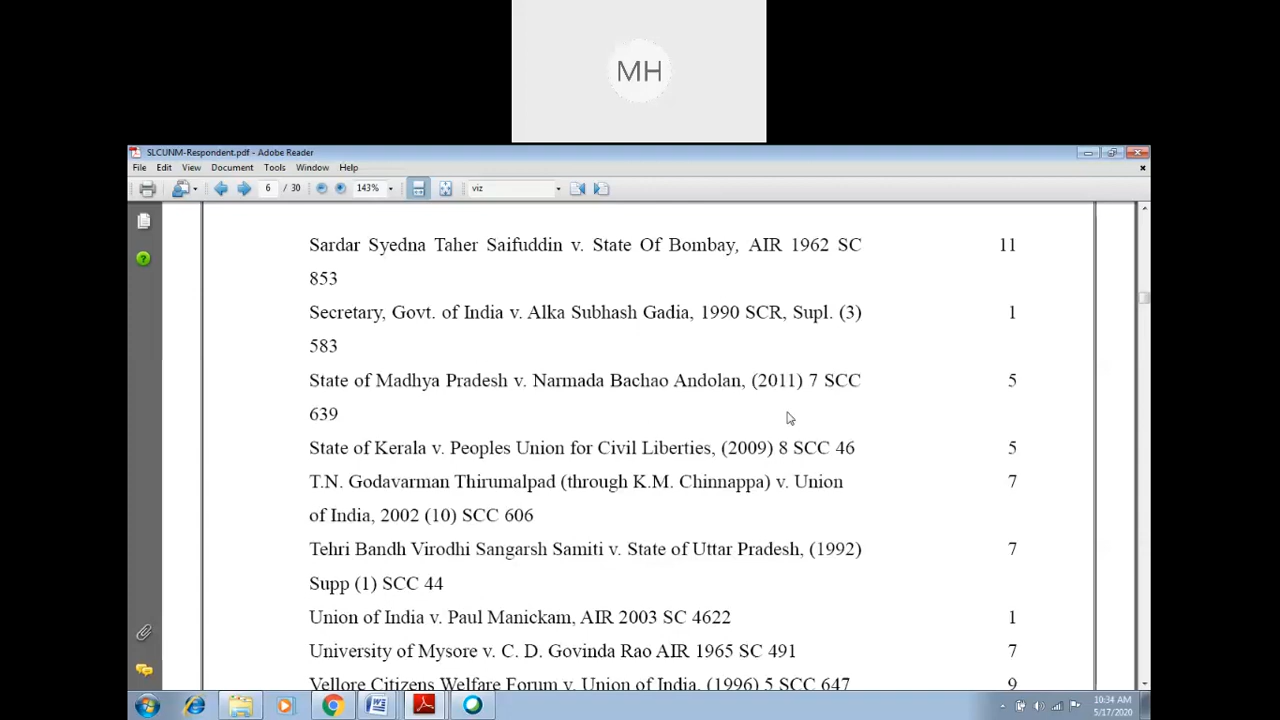 MH
SLCUNM-Respondent.pdf - Adobe Reader
File Edit View Document Tools Window Help
6 / 30 143% viz
Sardar Syedna Taher Saifuddin v. State Of Bombay, AIR 1962 SC 11
853
Secretary, Govt. of India v. Alka Subhash Gadia, 1990 SCR, Supl. (3) 1
583
State of Madhya Pradesh v. Narmada Bachao Andolan, (2011) 7 SCC 5
639
State of Kerala v. Peoples Union for Civil Liberties, (2009) 8 SCC 46 5
T.N. Godavarman Thirumalpad (through K.M. Chinnappa) v. Union 7
of India, 2002 (10) SCC 606
Tehri Bandh Virodhi Sangarsh Samiti v. State of Uttar Pradesh, (1992) 7
Supp (1) SCC 44
Union of India v. Paul Manickam, AIR 2003 SC 4622 1
University of Mysore v. C. D. Govinda Rao AIR 1965 SC 491 7
Vellore Citizens Welfare Forum v. Union of India, (1996) 5 SCC 647 9
10:34 AM
5/17/2020